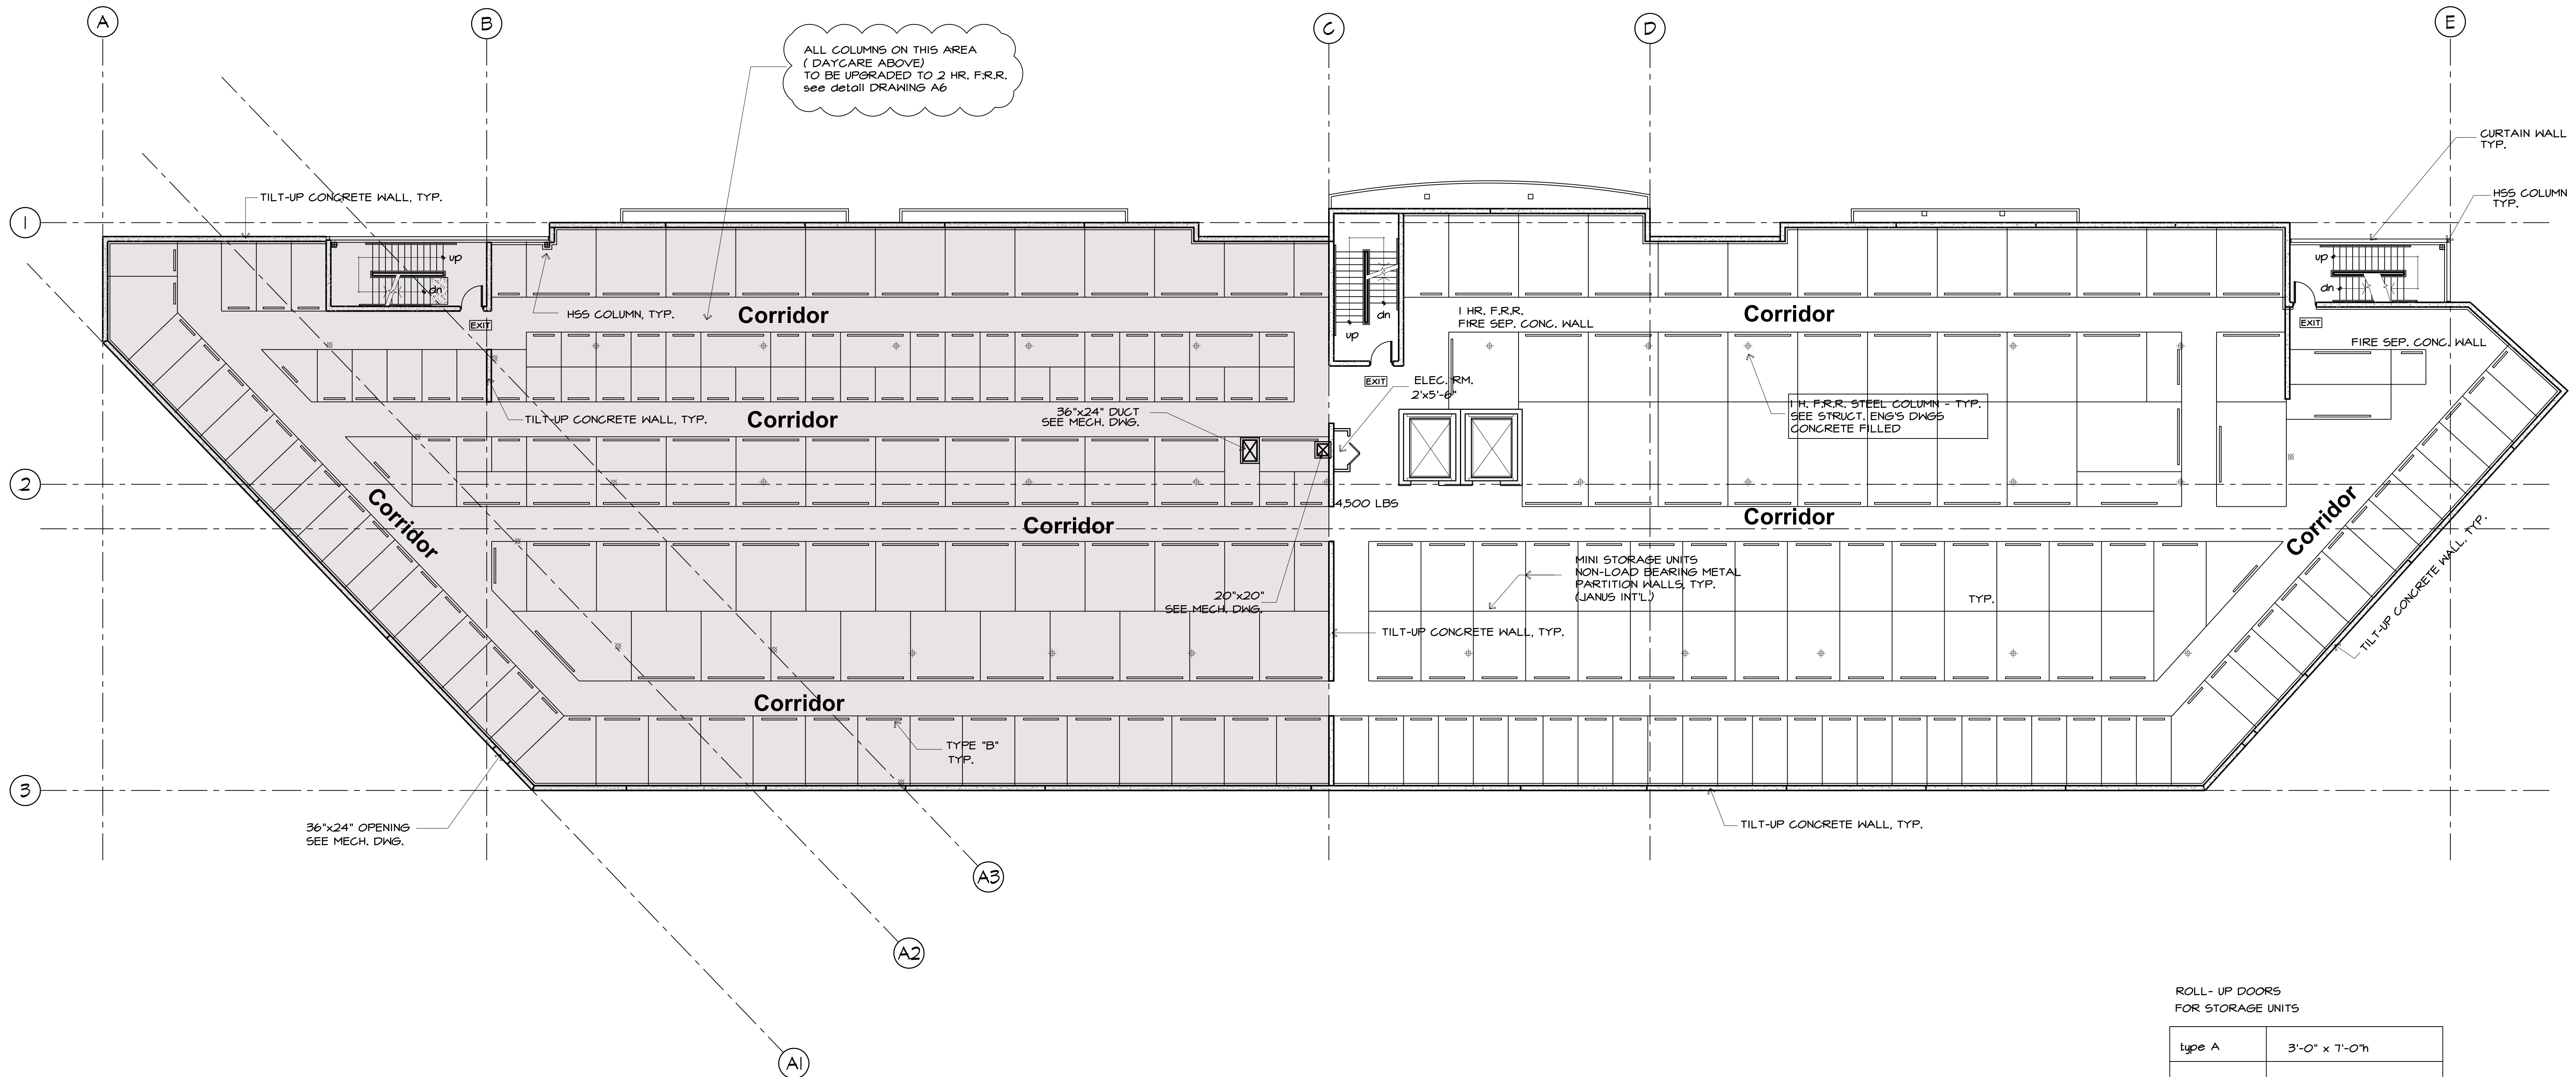 A
B
C
D
E
ALL COLUMNS ON THIS AREA
( DAYCARE ABOVE)
TO BE UPGRADED TO 2 HR. F.R.R.
see detail DRAWING A6
CURTAIN WALL
TYP.
HSS COLUMN
TYP.
TILT-UP CONCRETE WALL, TYP.
1
up
dn
up
dn
EXIT
HSS COLUMN, TYP.
Corridor
dn
up
1 HR. F.R.R.
FIRE SEP. CONC. WALL
Corridor
EXIT
FIRE SEP. CONC. WALL
EXIT
ELEC. RM.
2'x5'-6"
TILT-UP CONCRETE WALL, TYP.
Corridor
36"x24" DUCT
SEE MECH. DWG.
1 H. F.R.R. STEEL COLUMN - TYP.
SEE STRUCT. ENG'S DWGS
CONCRETE FILLED
2
4,500 LBS
Corridor
Corridor
Corridor
Corridor
MINI STORAGE UNITS
NON-LOAD BEARING METAL
PARTITION WALLS, TYP.
(JANUS INT'L.)
TYP.
20"x20"
SEE MECH. DWG.
TILT-UP CONCRETE WALL, TYP.
TILT-UP CONCRETE WALL, TYP.
Corridor
TYPE "B"
TYP.
3
36"x24" OPENING
SEE MECH. DWG.
TILT-UP CONCRETE WALL, TYP.
A3
A2
A1
ROLL- UP DOORS
FOR STORAGE UNITS
type A
3'-0" x 7'-0"h